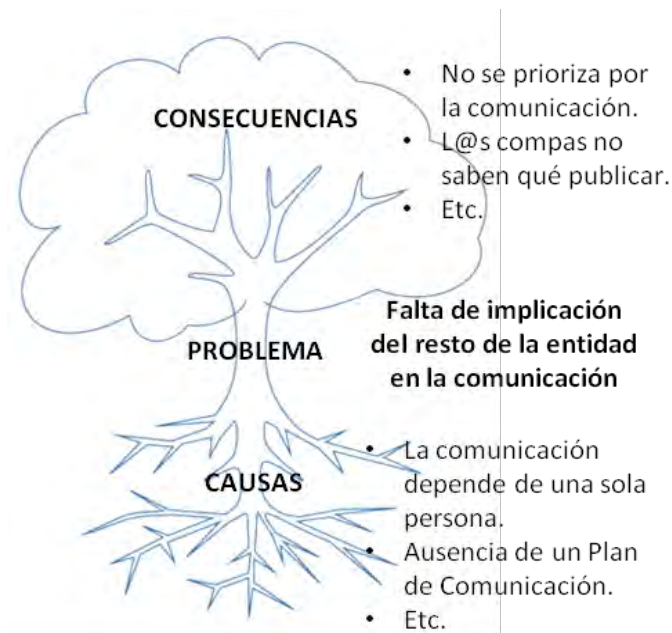 CONSECUENCIAS
• No se prioriza por
la comunicación.
• L@s compas no
saben qué publicar.
• Etc.
PROBLEMA
Falta de implicación
del resto de la entidad
en la comunicación
CAUSAS
• La comunicación
depende de una sola
persona.
• Ausencia de un Plan
de Comunicación.
• Etc.